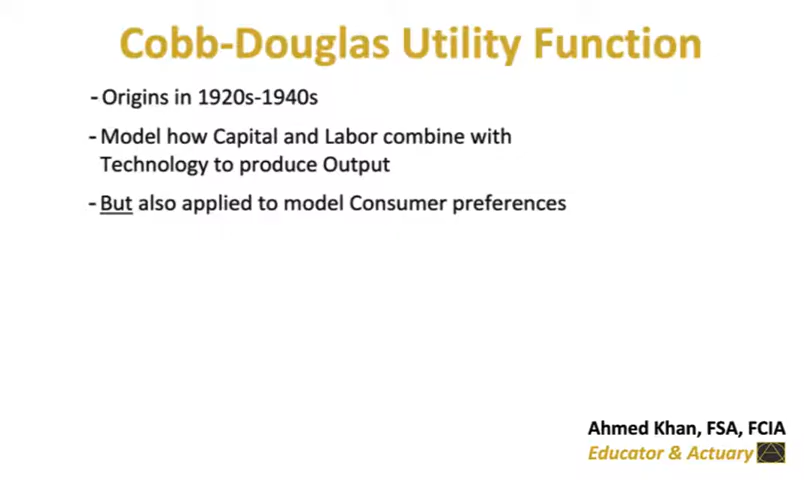 Cobb-Douglas Utility Function
- Origins in 1920s-1940s
- Model how Capital and Labor combine with
Technology to produce Output
- But also applied to model Consumer preferences
Ahmed Khan, FSA, FCIA
Educator & Actuary